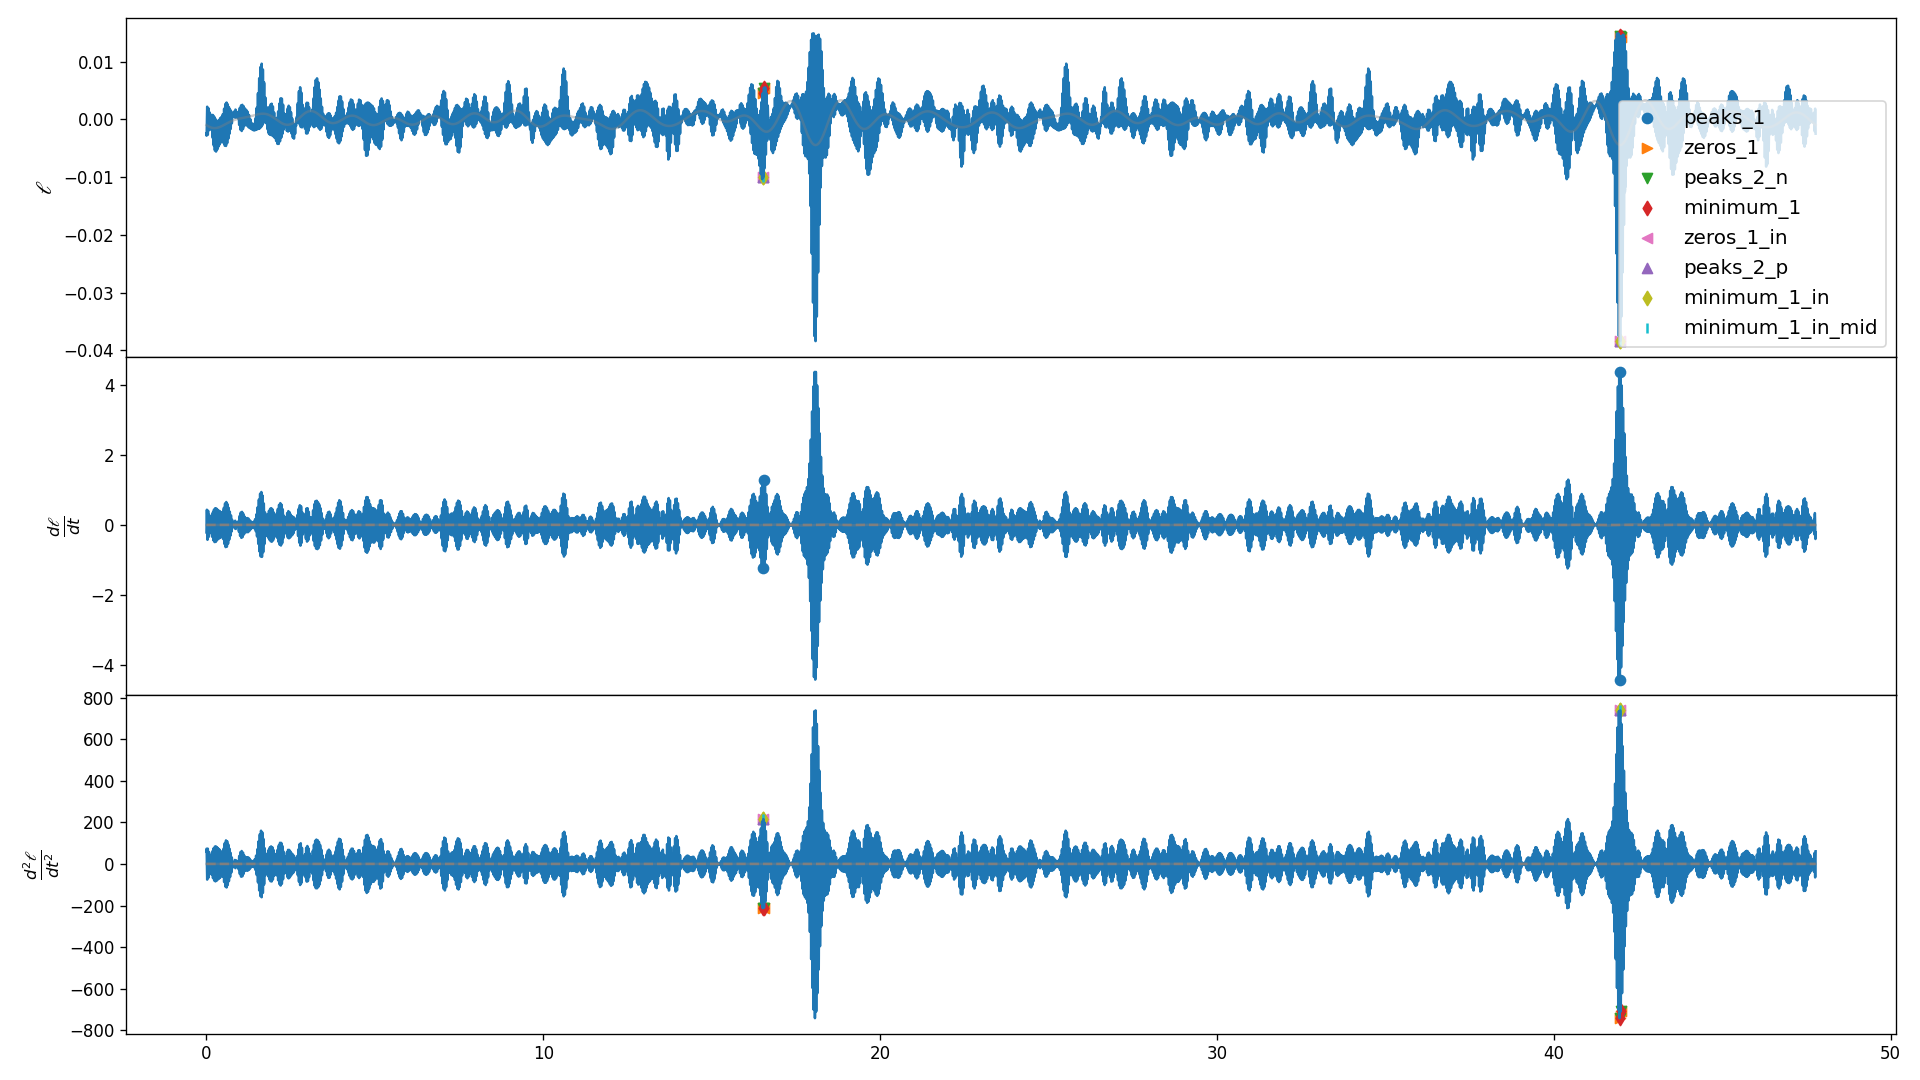 0.01
0.00
−0.01
−0.02
−0.03
−0.04
ℓ
peaks_1
zeros_1
peaks_2_n
minimum_1
zeros_1_in
peaks_2_p
minimum_1_in
minimum_1_in_mid
4
2
0
−2
−4
dℓ
dt
800
600
400
200
0
−200
−400
−600
−800
d²ℓ
dt²
0 10 20 30 40 50